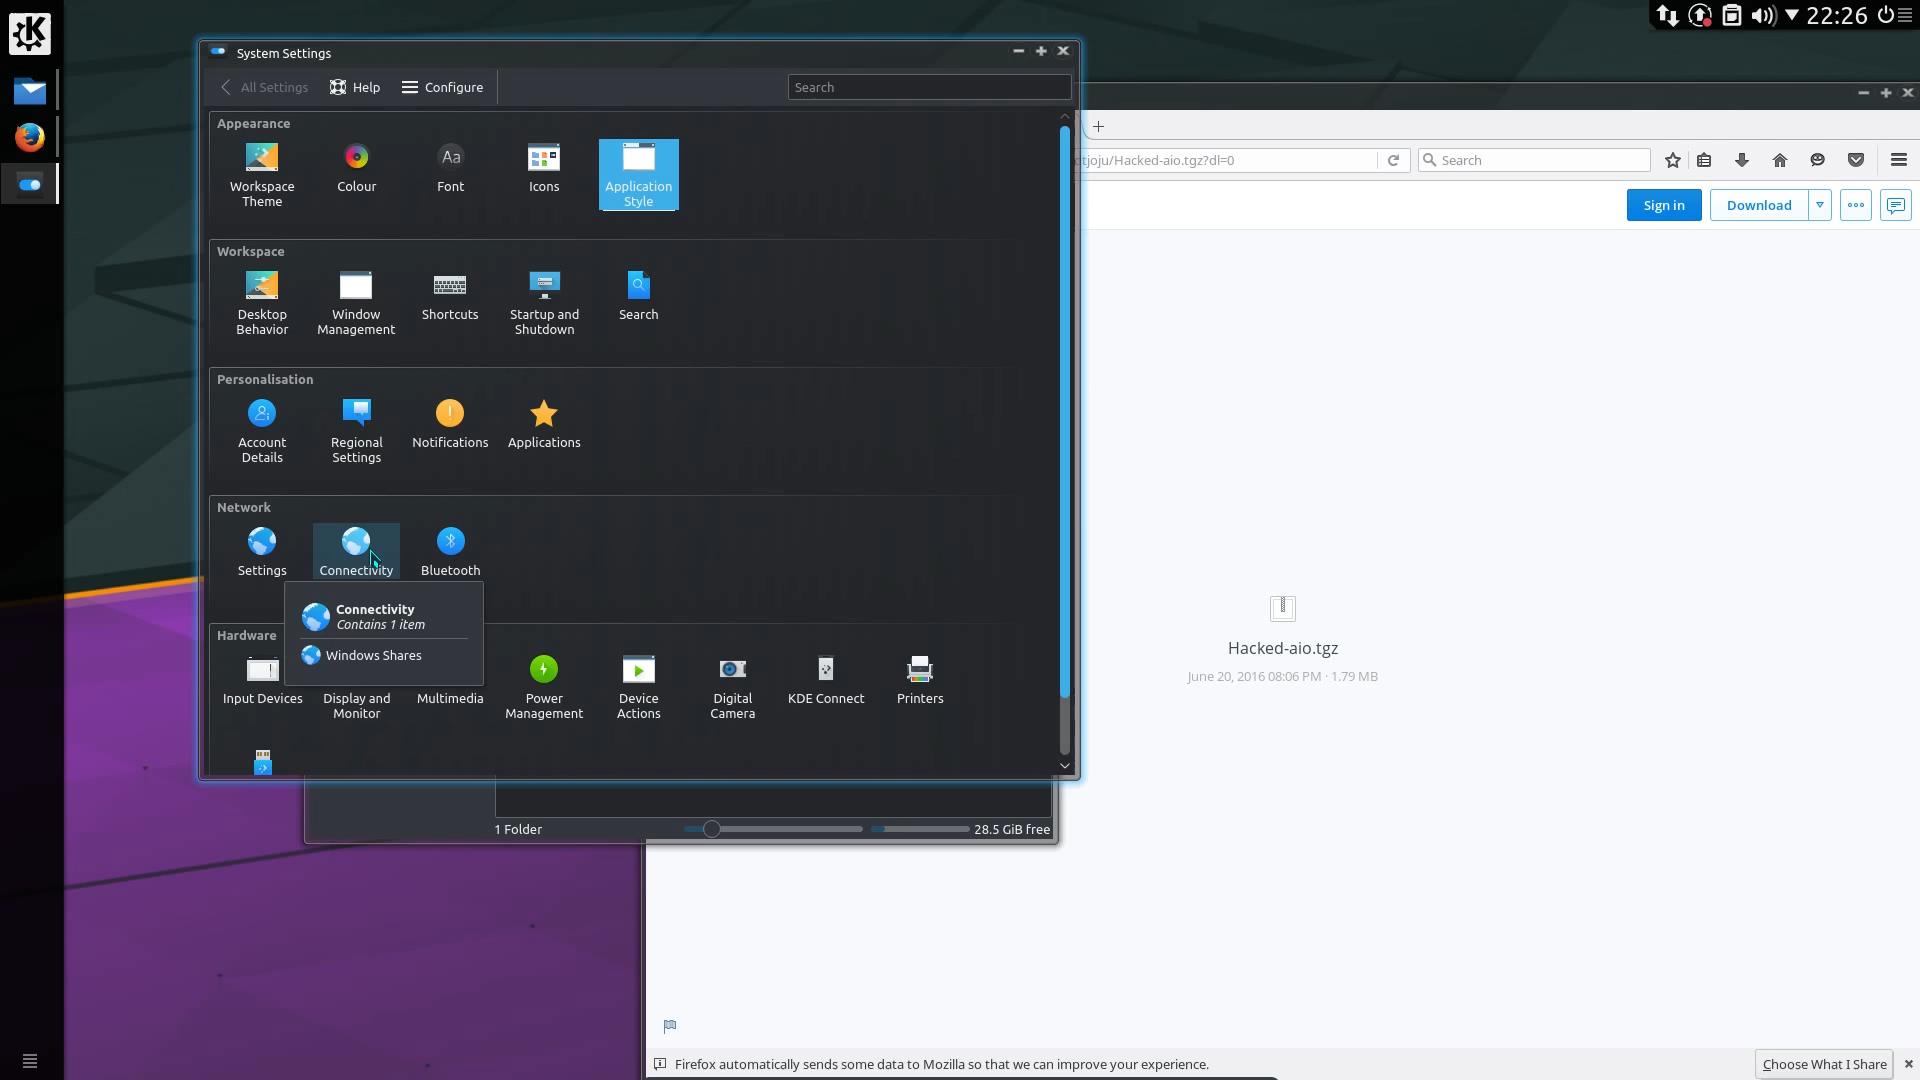 22:26
System Settings
All Settings
Help
Configure
Search
Appearance
Workspace
Theme
Colour
Aa
Font
Icons
Application
Style
Workspace
Desktop
Behavior
Window
Management
Shortcuts
Startup and
Shutdown
Search
Personalisation
Account
Details
Regional
Settings
Notifications
Applications
Network
Settings
Connectivity
Bluetooth
Connectivity
Contains 1 item
Windows Shares
Hardware
Input Devices
Display and
Monitor
Multimedia
Power
Management
Device
Actions
Digital
Camera
KDE Connect
Printers
1 Folder
28.5 GiB free
tjoju/Hacked-aio.tgz?dl=0
Search
Sign in
Download
Hacked-aio.tgz
June 20, 2016 08:06 PM · 1.79 MB
Firefox automatically sends some data to Mozilla so that we can improve your experience.
Choose What I Share